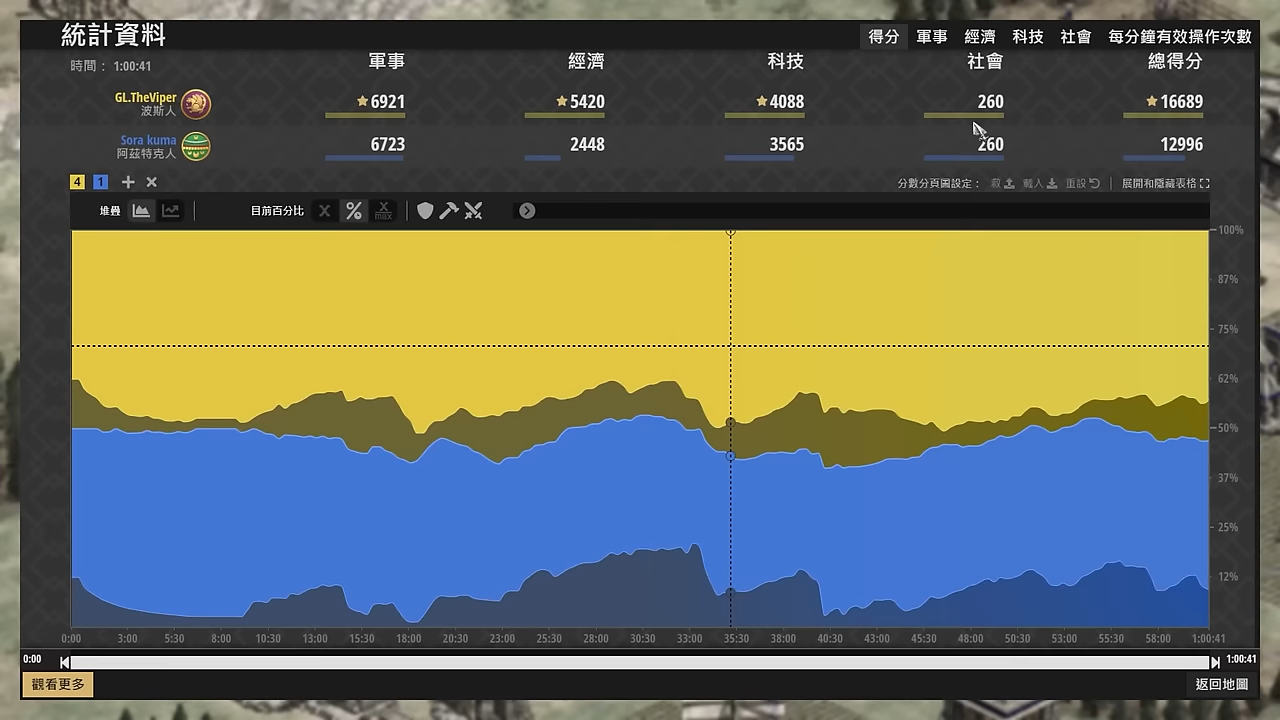 統計資料
得分 軍事 經濟 科技 社會 每分鐘有效操作次數
時間： 1:00:41
軍事 經濟 科技 社會 總得分
GL.TheViper
波斯人
6921 5420 4088 260 16689
Sora kuma
阿茲特克人
6723 2448 3565 260 12996
4 1
分數分頁圖設定： 載入 重設 展開和隱藏表格
堆疊 目前百分比 X % X max
100%
87%
75%
62%
50%
37%
25%
12%
0:00 3:00 5:30 8:00 10:30 13:00 15:30 18:00 20:30 23:00 25:30 28:00 30:30 33:00 35:30 38:00 40:30 43:00 45:30 48:00 50:30 53:00 55:30 58:00 1:00:41
0:00 1:00:41
觀看更多 返回地圖